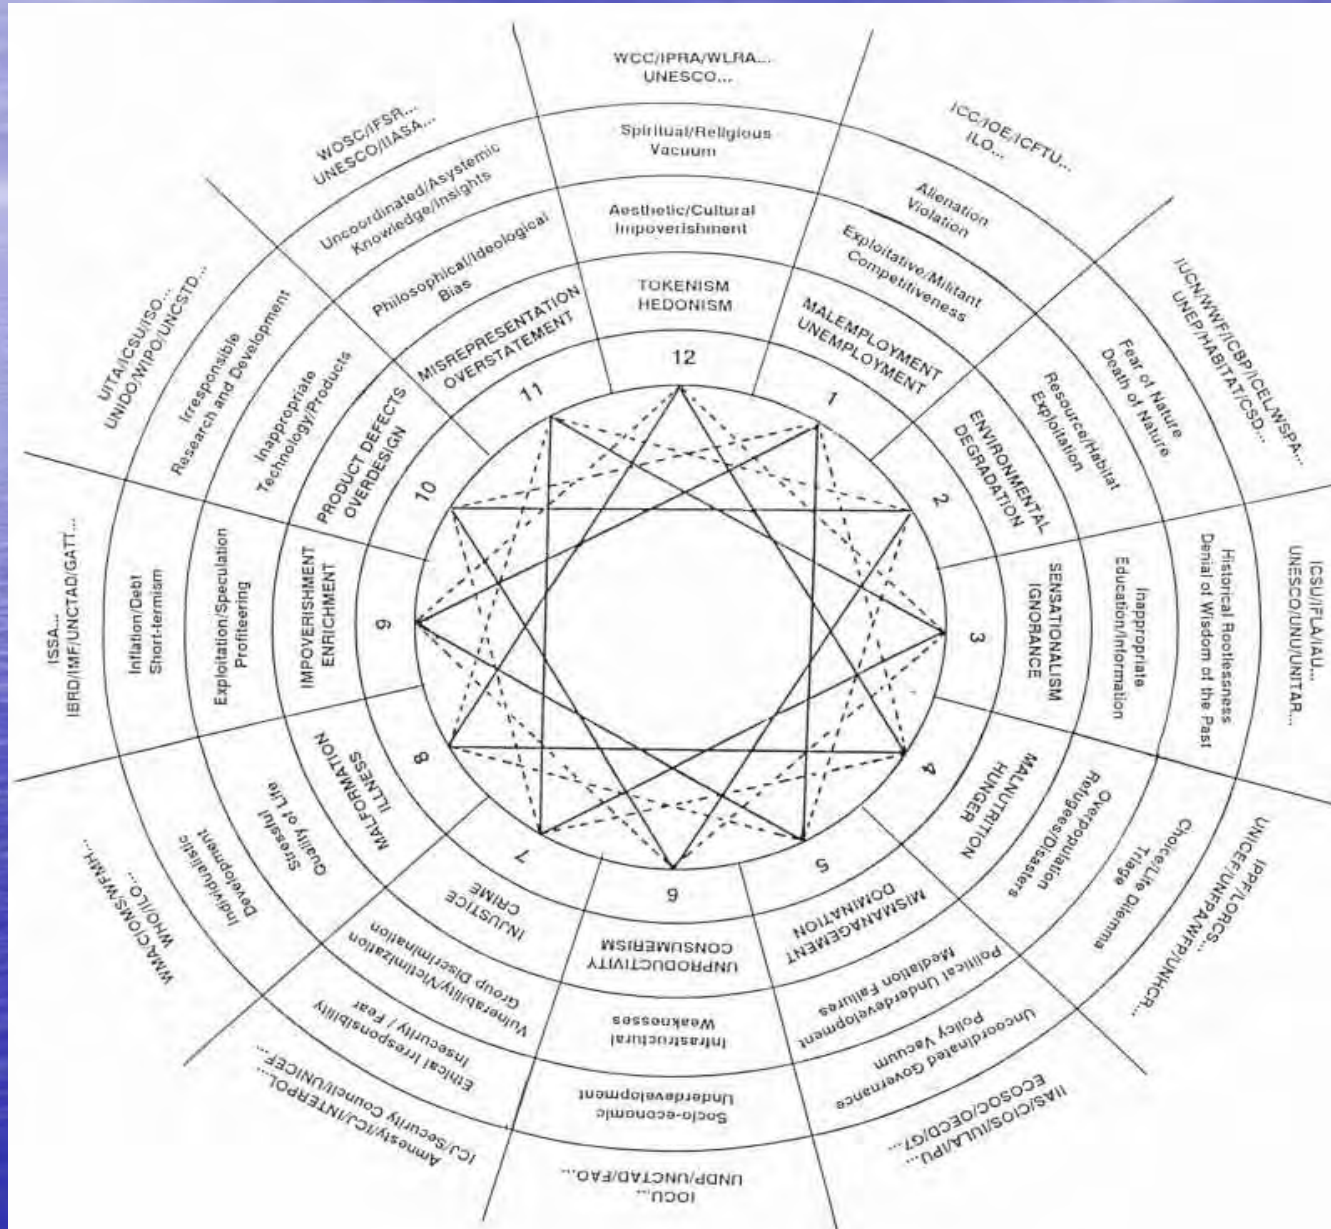 WCC/IPRA/WLRA...
UNESCO...
Spiritual/Religious
Vacuum
Aesthetic/Cultural
Impoverishment
TOKENISM
HEDONISM
12
ICC/IOE/ICFTU...
ILO...
Alienation
Violation
Exploitative/Militant
Competitiveness
MALEMPLOYMENT
UNEMPLOYMENT
1
IUCN/WWF/ICBP/ICEL/WSPA...
UNEP/HABITAT/CSD...
Fear of Nature
Death of Nature
Resource/Habitat
Exploitation
ENVIRONMENTAL
DEGRADATION
2
ICSU/IFLA/IAU...
UNESCO/UNU/UNITAR...
Historical Rootlessness
Denial of Wisdom of the Past
Inappropriate
Education/Information
SENSATIONALISM
IGNORANCE
3
IPPF/LORCS...
UNICEF/UNFPA/WFP/UNHCR...
Choice/Life Dilemma
Triage
Overpopulation
Refugees/Disasters
MALNUTRITION
HUNGER
4
IIAS/CIOS/IULA/IPU...
ECOSOC/OECD/G7...
Uncoordinated Governance
Policy Vacuum
Political Underdevelopment
Mediation Failures
MISMANAGEMENT
DOMINATION
5
IOCU...
UNDP/UNCTAD/FAO...
Socio-economic
Underdevelopment
Infrastructural
Weaknesses
UNPRODUCTIVITY
CONSUMERISM
6
Amnesty/ICJ/INTERPOL...
ICJ/Security Council/UNICEF...
Ethical Irresponsibility
Insecurity / Fear
Vulnerability/Victimization
Group Discrimination
INJUSTICE
CRIME
7
WMA/CIOMS/WFMH...
WHO/ILO...
Individualistic
Development
Stressful
Quality of Life
MALFORMATION
ILLNESS
8
ISSA...
IBRD/IMF/UNCTAD/GATT...
Inflation/Debt
Short-termism
Exploitation/Speculation
Profiteering
IMPOVERISHMENT
ENRICHMENT
9
UITA/ICSU/ISO...
UNIDO/WIPO/UNCSTD...
Irresponsible
Research and Development
Inappropriate
Technology/Products
PRODUCT DEFECTS
OVERDESIGN
10
WOSC/IFSR...
UNESCO/IIASA...
Uncoordinated/Asystemic
Knowledge/Insights
Philosophical/Ideological
Bias
MISREPRESENTATION
OVERSTATEMENT
11